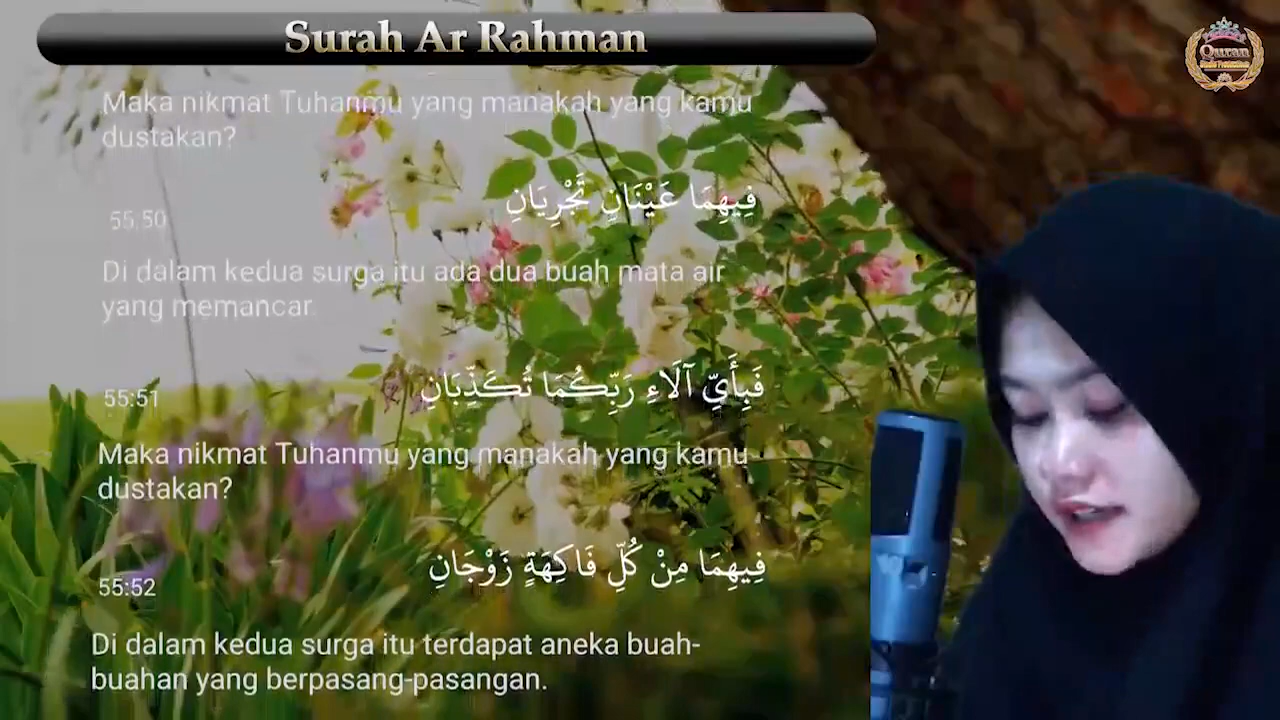 Surah Ar Rahman
Quran
Maka nikmat Tuhanmu yang manakah yang kamu
dustakan?
فِيهِمَا عَيْنَانِ تَجْرِيَانِ
55:50
Di dalam kedua surga itu ada dua buah mata air
yang memancar.
فَبِأَيِّ آلَاءِ رَبِّكُمَا تُكَذِّبَانِ
55:51
Maka nikmat Tuhanmu yang manakah yang kamu
dustakan?
فِيهِمَا مِنْ كُلِّ فَاكِهَةٍ زَوْجَانِ
55:52
Di dalam kedua surga itu terdapat aneka buah-
buahan yang berpasang-pasangan.